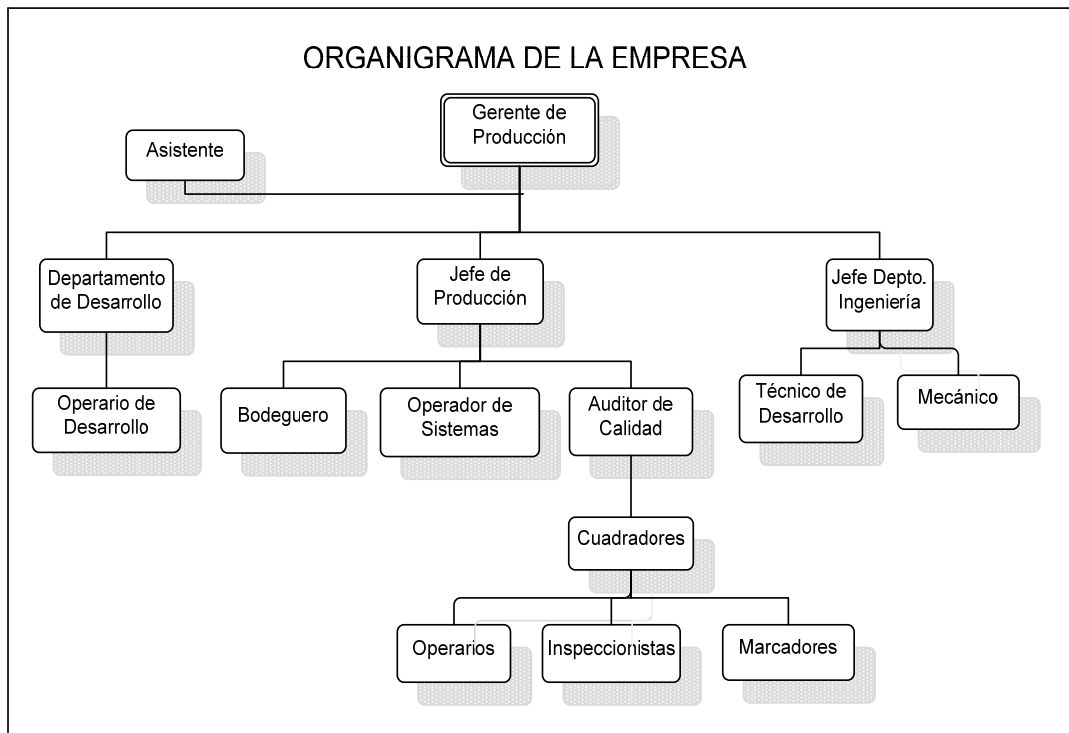 ORGANIGRAMA DE LA EMPRESA
Gerente de
Producción
Asistente
Departamento
de Desarrollo
Jefe de
Producción
Jefe Depto.
Ingeniería
Operario de
Desarrollo
Bodeguero
Operador de
Sistemas
Auditor de
Calidad
Técnico de
Desarrollo
Mecánico
Cuadradores
Operarios
Inspeccionistas
Marcadores